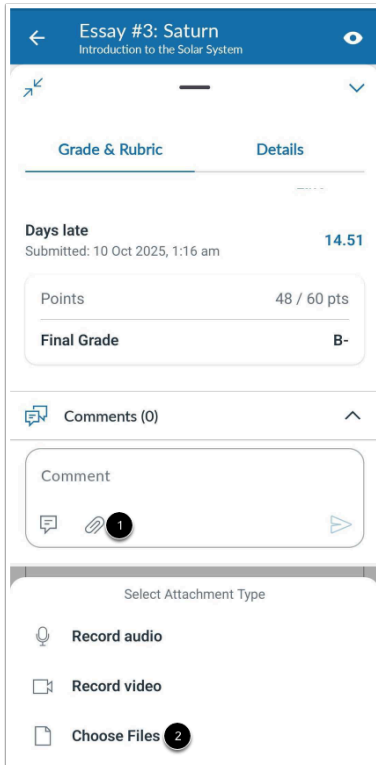 Essay #3: Saturn
Introduction to the Solar System
Grade & Rubric Details
Days late
Submitted: 10 Oct 2025, 1:16 am
14.51
Points 48 / 60 pts
Final Grade B-
Comments (0)
Comment
1
Select Attachment Type
Record audio
Record video
Choose Files 2